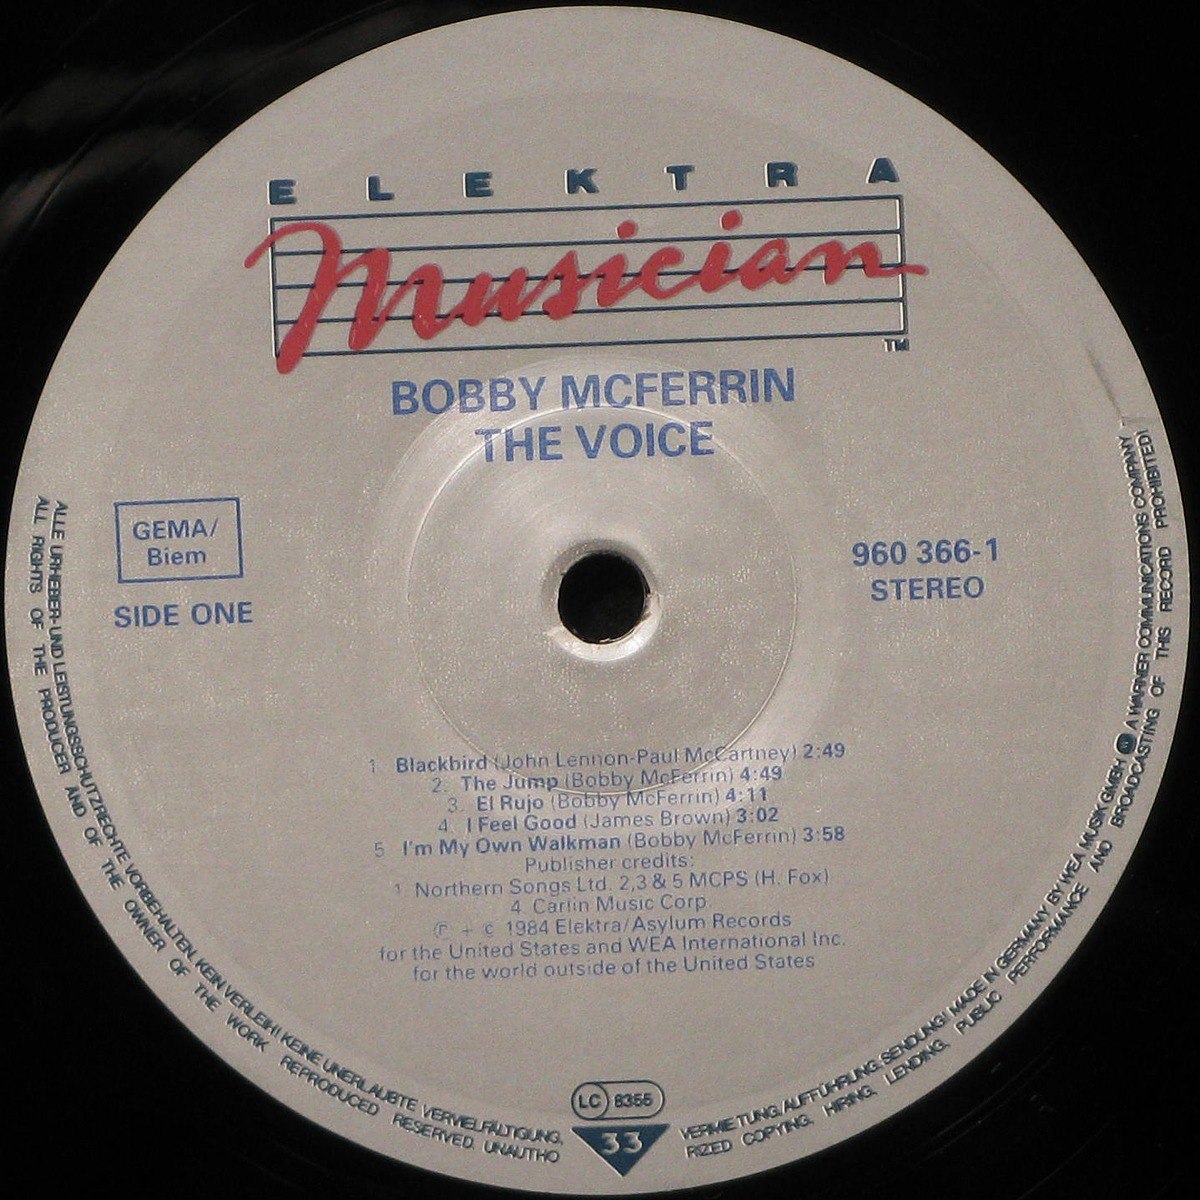 ELEKTRA
Musician
TM
BOBBY MCFERRIN
THE VOICE
GEMA/
Biem
SIDE ONE
960 366-1
STEREO
1. Blackbird (John Lennon-Paul McCartney) 2:49
2. The Jump (Bobby McFerrin) 4:49
3. El Rujo (Bobby McFerrin) 4:11
4. I Feel Good (James Brown) 3:02
5 I'm My Own Walkman (Bobby McFerrin) 3:58
Publisher credits:
1 Northern Songs Ltd. 2,3 & 5 MCPS (H. Fox)
4 Carlin Music Corp.
℗ + © 1984 Elektra/Asylum Records
for the United States and WEA International Inc.
for the world outside of the United States
LC 8355
33
ALLE URHEBER- UND LEISTUNGSSCHUTZRECHTE VORBEHALTEN. KEIN VERLEIH! KEINE UNERLAUBTE VERVIELFÄLTIGUNG, VERMIETUNG, AUFFÜHRUNG, SENDUNG! MADE IN GERMANY BY WEA MUSIK GMBH A WARNER COMMUNICATIONS COMPANY
ALL RIGHTS OF THE PRODUCER AND OF THE OWNER OF THE WORK REPRODUCED RESERVED. UNAUTHORIZED COPYING, HIRING, LENDING, PUBLIC PERFORMANCE AND BROADCASTING OF THIS RECORD PROHIBITED!